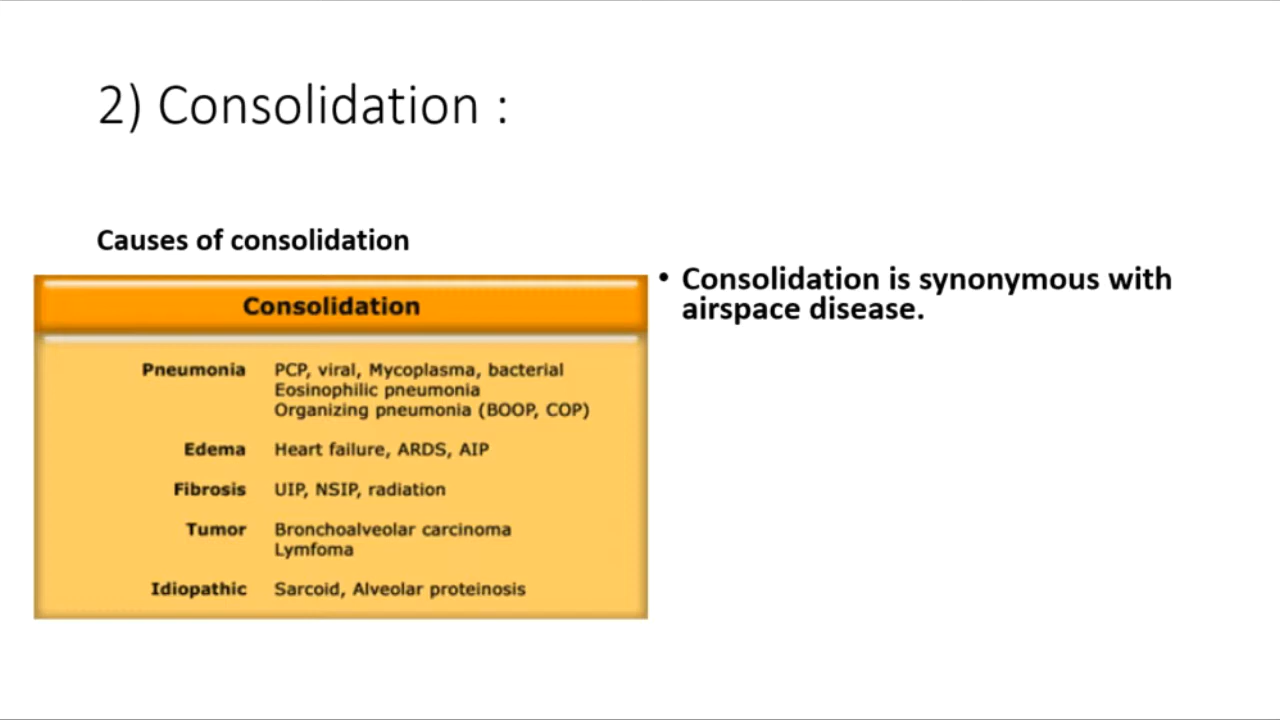 2) Consolidation :
Causes of consolidation
Consolidation
Pneumonia PCP, viral, Mycoplasma, bacterial
Eosinophilic pneumonia
Organizing pneumonia (BOOP, COP)
Edema Heart failure, ARDS, AIP
Fibrosis UIP, NSIP, radiation
Tumor Bronchoalveolar carcinoma
Lymfoma
Idiopathic Sarcoid, Alveolar proteinosis
• Consolidation is synonymous with
airspace disease.